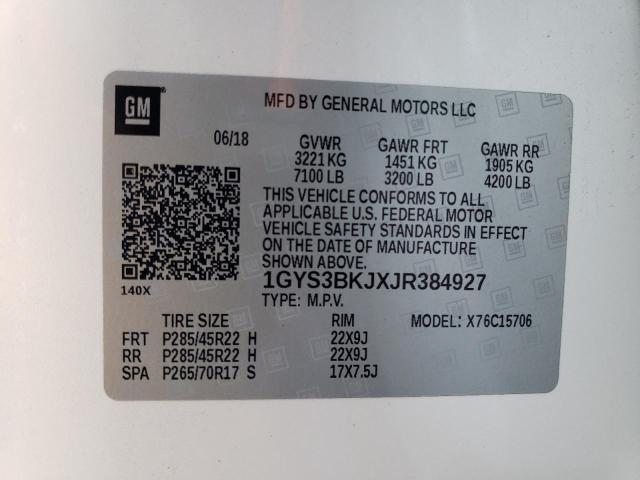 GM
MFD BY GENERAL MOTORS LLC
06/18 GVWR GAWR FRT GAWR RR
3221 KG 1451 KG 1905 KG
7100 LB 3200 LB 4200 LB
THIS VEHICLE CONFORMS TO ALL
APPLICABLE U.S. FEDERAL MOTOR
VEHICLE SAFETY STANDARDS IN EFFECT
ON THE DATE OF MANUFACTURE
SHOWN ABOVE.
140X
1GYS3BKJXJR384927
TYPE: M.P.V.
TIRE SIZE RIM MODEL: X76C15706
FRT P285/45R22 H 22X9J
RR P285/45R22 H 22X9J
SPA P265/70R17 S 17X7.5J